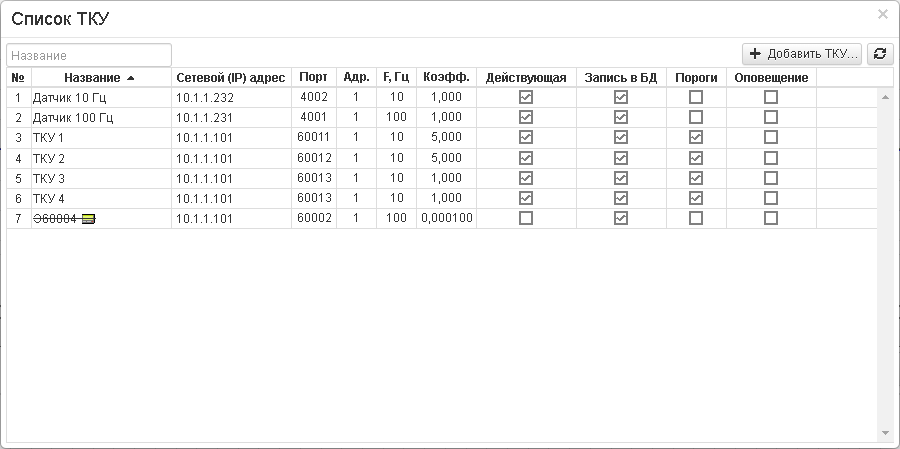 Список ТКУ
×
Название
Добавить ТКУ...
№ Название Сетевой (IP) адрес Порт Адр. F, Гц Коэфф. Действующая Запись в БД Пороги Оповещение
1 Датчик 10 Гц 10.1.1.232 4002 1 10 1,000
2 Датчик 100 Гц 10.1.1.231 4001 1 100 1,000
3 ТКУ 1 10.1.1.101 60011 1 10 5,000
4 ТКУ 2 10.1.1.101 60012 1 10 5,000
5 ТКУ 3 10.1.1.101 60013 1 10 1,000
6 ТКУ 4 10.1.1.101 60013 1 10 1,000
7 Э60004 10.1.1.101 60002 1 100 0,000100